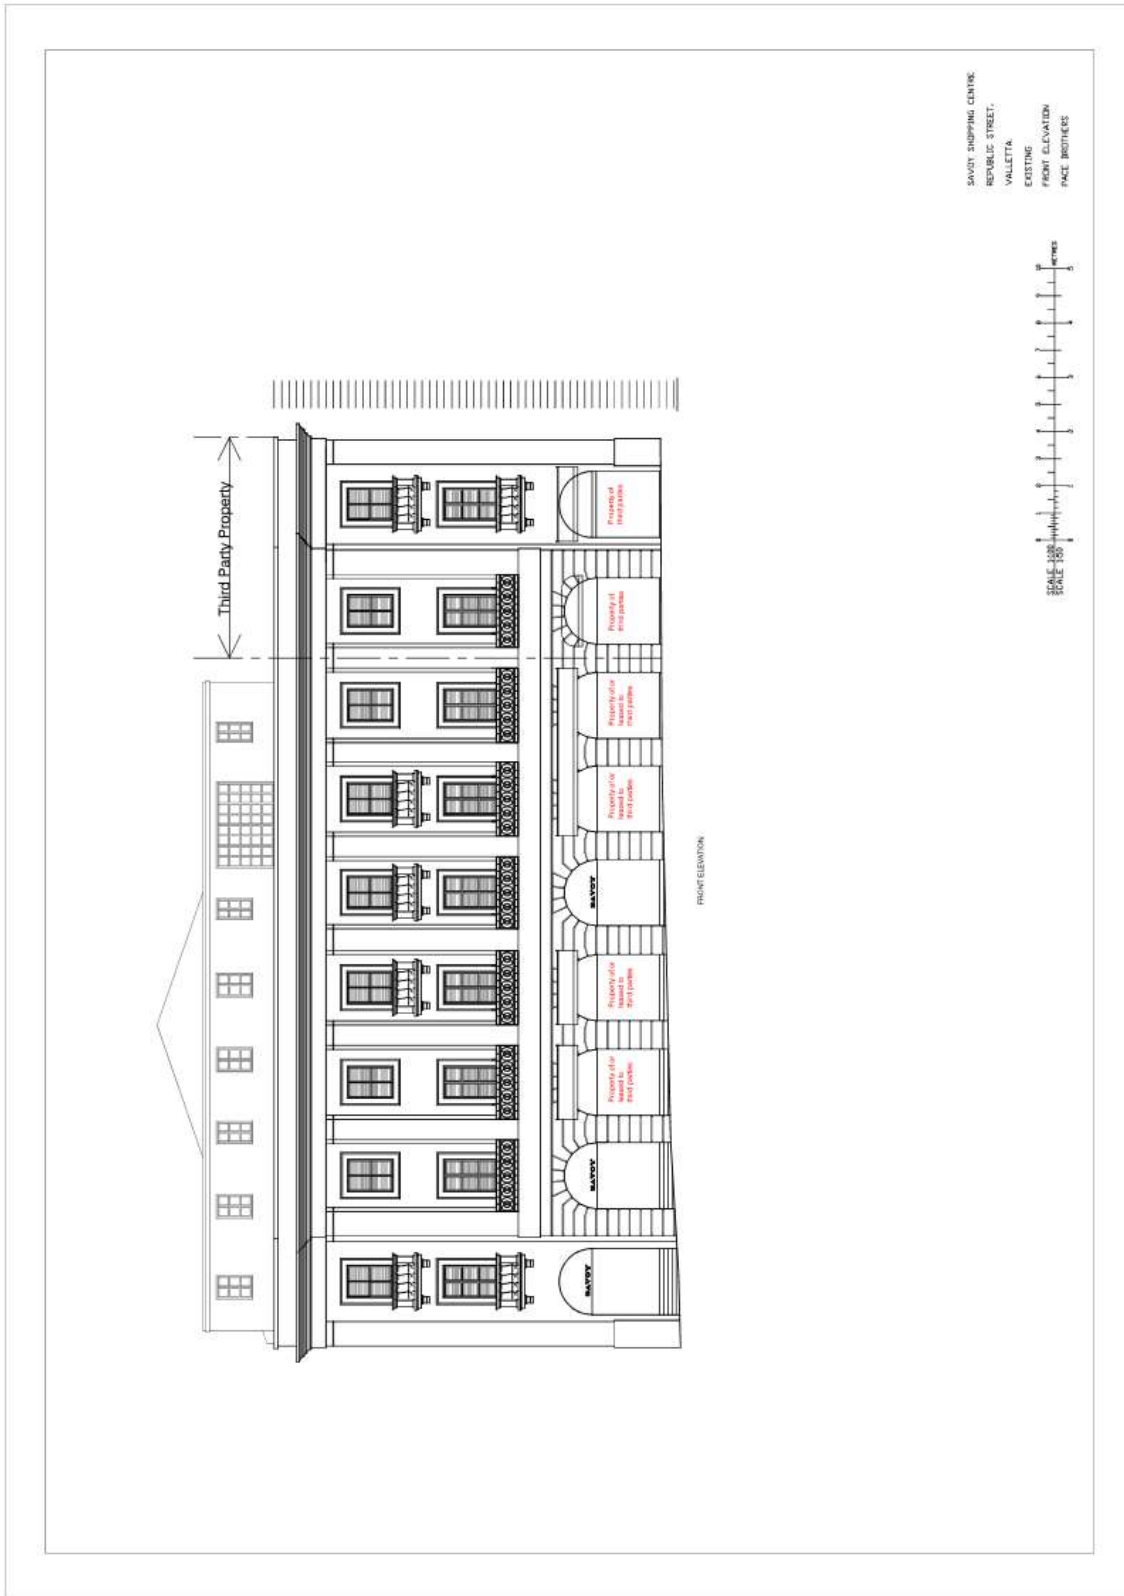 SAVOY SHOPPING CENTRE
REPUBLIC STREET,
VALLETTA.
EXISTING
FRONT ELEVATION
PACE BROTHERS
Third Party Property
SAVOY
SAVOY
Property of or
leased to
third parties
Property of or
leased to
third parties
SAVOY
Property of or
leased to
third parties
Property of or
leased to
third parties
Property of
third parties
Property of
third parties
FRONT ELEVATION
SCALE 1:100
SCALE 1:50
METRES